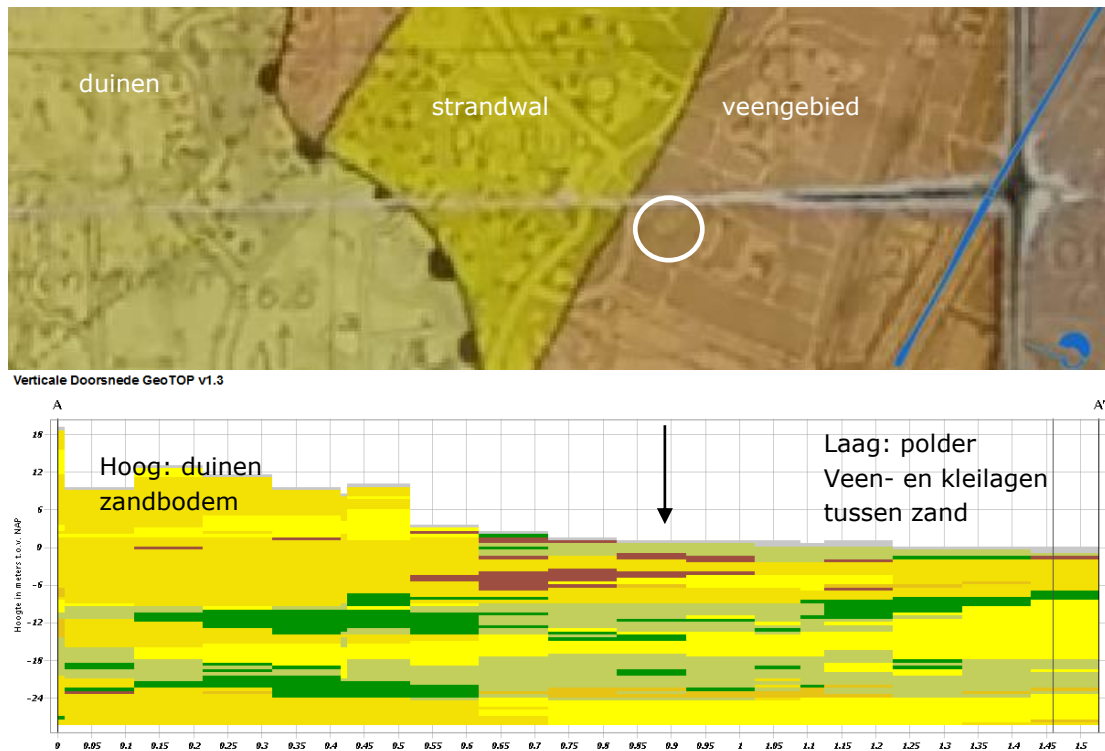 duinen
strandwal
veengebied
Verticale Doorsnede GeoTOP v1.3
A
A'
Hoogte in meters t.o.v. NAP
18
12
6
0
-6
-12
-18
-24
Hoog: duinen
zandbodem
Laag: polder
Veen- en kleilagen
tussen zand
0 0.05 0.1 0.15 0.2 0.25 0.3 0.35 0.4 0.45 0.5 0.55 0.6 0.65 0.7 0.75 0.8 0.85 0.9 0.95 1 1.05 1.1 1.15 1.2 1.25 1.3 1.35 1.4 1.45 1.5